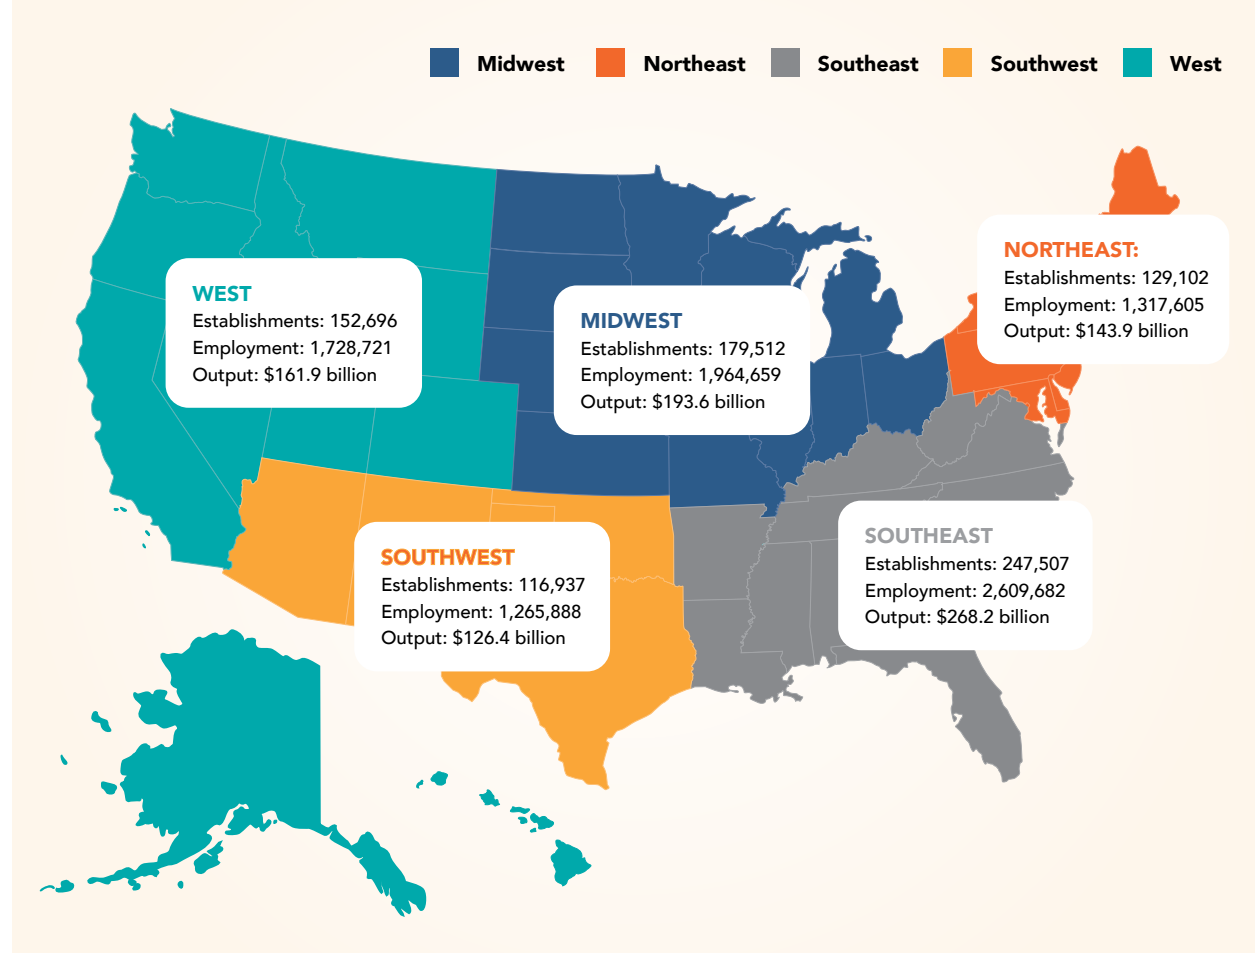 Midwest Northeast Southeast Southwest West
NORTHEAST:
Establishments: 129,102
Employment: 1,317,605
Output: $143.9 billion
WEST
Establishments: 152,696
Employment: 1,728,721
Output: $161.9 billion
MIDWEST
Establishments: 179,512
Employment: 1,964,659
Output: $193.6 billion
SOUTHWEST
Establishments: 116,937
Employment: 1,265,888
Output: $126.4 billion
SOUTHEAST
Establishments: 247,507
Employment: 2,609,682
Output: $268.2 billion